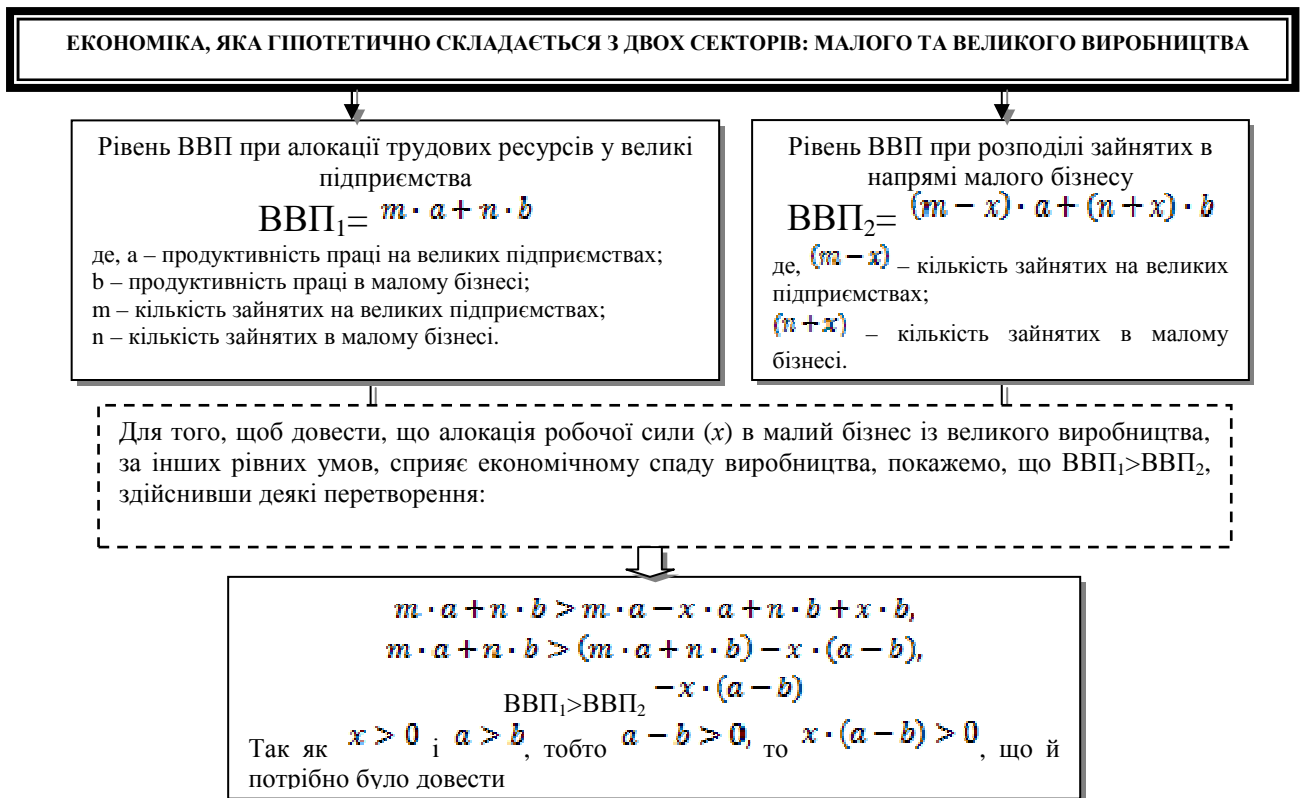 ЕКОНОМІКА, ЯКА ГІПОТЕТИЧНО СКЛАДАЄТЬСЯ З ДВОХ СЕКТОРІВ: МАЛОГО ТА ВЕЛИКОГО ВИРОБНИЦТВА
Рівень ВВП при алокації трудових ресурсів у великі
підприємства
ВВП₁= m · a + n · b
де, a – продуктивність праці на великих підприємствах;
b – продуктивність праці в малому бізнесі;
m – кількість зайнятих на великих підприємствах;
n – кількість зайнятих в малому бізнесі.
Рівень ВВП при розподілі зайнятих в
напрямі малого бізнесу
ВВП₂= (m − x) · a + (n + x) · b
де, (m − x) – кількість зайнятих на великих
підприємствах;
(n + x) – кількість зайнятих в малому
бізнесі.
Для того, щоб довести, що алокація робочої сили (x) в малий бізнес із великого виробництва,
за інших рівних умов, сприяє економічному спаду виробництва, покажемо, що ВВП₁>ВВП₂,
здійснивши деякі перетворення:
m · a + n · b > m · a − x · a + n · b + x · b,
m · a + n · b > (m · a + n · b) − x · (a − b),
ВВП₁>ВВП₂ − x · (a − b)
Так як x > 0 і a > b, тобто a − b > 0, то x · (a − b) > 0, що й
потрібно було довести